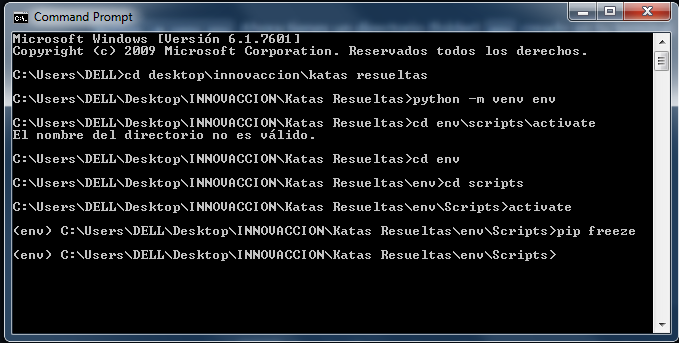 Command Prompt
Microsoft Windows [Versión 6.1.7601]
Copyright (c) 2009 Microsoft Corporation. Reservados todos los derechos.
C:\Users\DELL>cd desktop\innovaccion\katas resueltas
C:\Users\DELL\Desktop\INNOVACCION\Katas Resueltas>python -m venv env
C:\Users\DELL\Desktop\INNOVACCION\Katas Resueltas>cd env\scripts\activate
El nombre del directorio no es válido.
C:\Users\DELL\Desktop\INNOVACCION\Katas Resueltas>cd env
C:\Users\DELL\Desktop\INNOVACCION\Katas Resueltas\env>cd scripts
C:\Users\DELL\Desktop\INNOVACCION\Katas Resueltas\env\Scripts>activate
(env) C:\Users\DELL\Desktop\INNOVACCION\Katas Resueltas\env\Scripts>pip freeze
(env) C:\Users\DELL\Desktop\INNOVACCION\Katas Resueltas\env\Scripts>